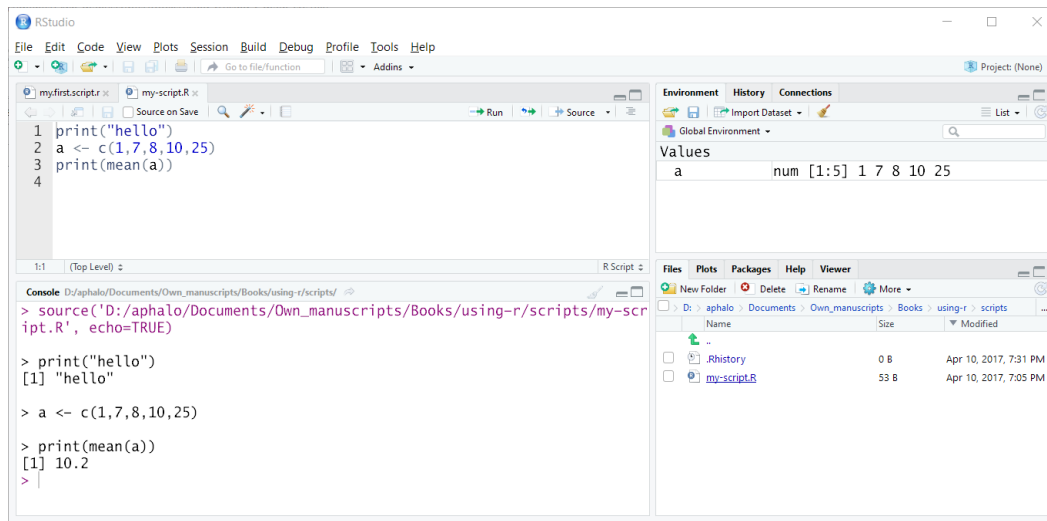 RStudio
File Edit Code View Plots Session Build Debug Profile Tools Help
Go to file/function Addins Project: (None)
my.first.script.r my-script.R
Source on Save Run Source
1 print("hello")
2 a <- c(1,7,8,10,25)
3 print(mean(a))
4
1:1 (Top Level) R Script
Console D:/aphalo/Documents/Own_manuscripts/Books/using-r/scripts/
> source('D:/aphalo/Documents/Own_manuscripts/Books/using-r/scripts/my-scr
ipt.R', echo=TRUE)
> print("hello")
[1] "hello"
> a <- c(1,7,8,10,25)
> print(mean(a))
[1] 10.2
>
Environment History Connections
Import Dataset List
Global Environment
Values
a num [1:5] 1 7 8 10 25
Files Plots Packages Help Viewer
New Folder Delete Rename More
D: > aphalo > Documents > Own_manuscripts > Books > using-r > scripts ...
Name Size Modified
..
.Rhistory 0 B Apr 10, 2017, 7:31 PM
my-script.R 53 B Apr 10, 2017, 7:05 PM